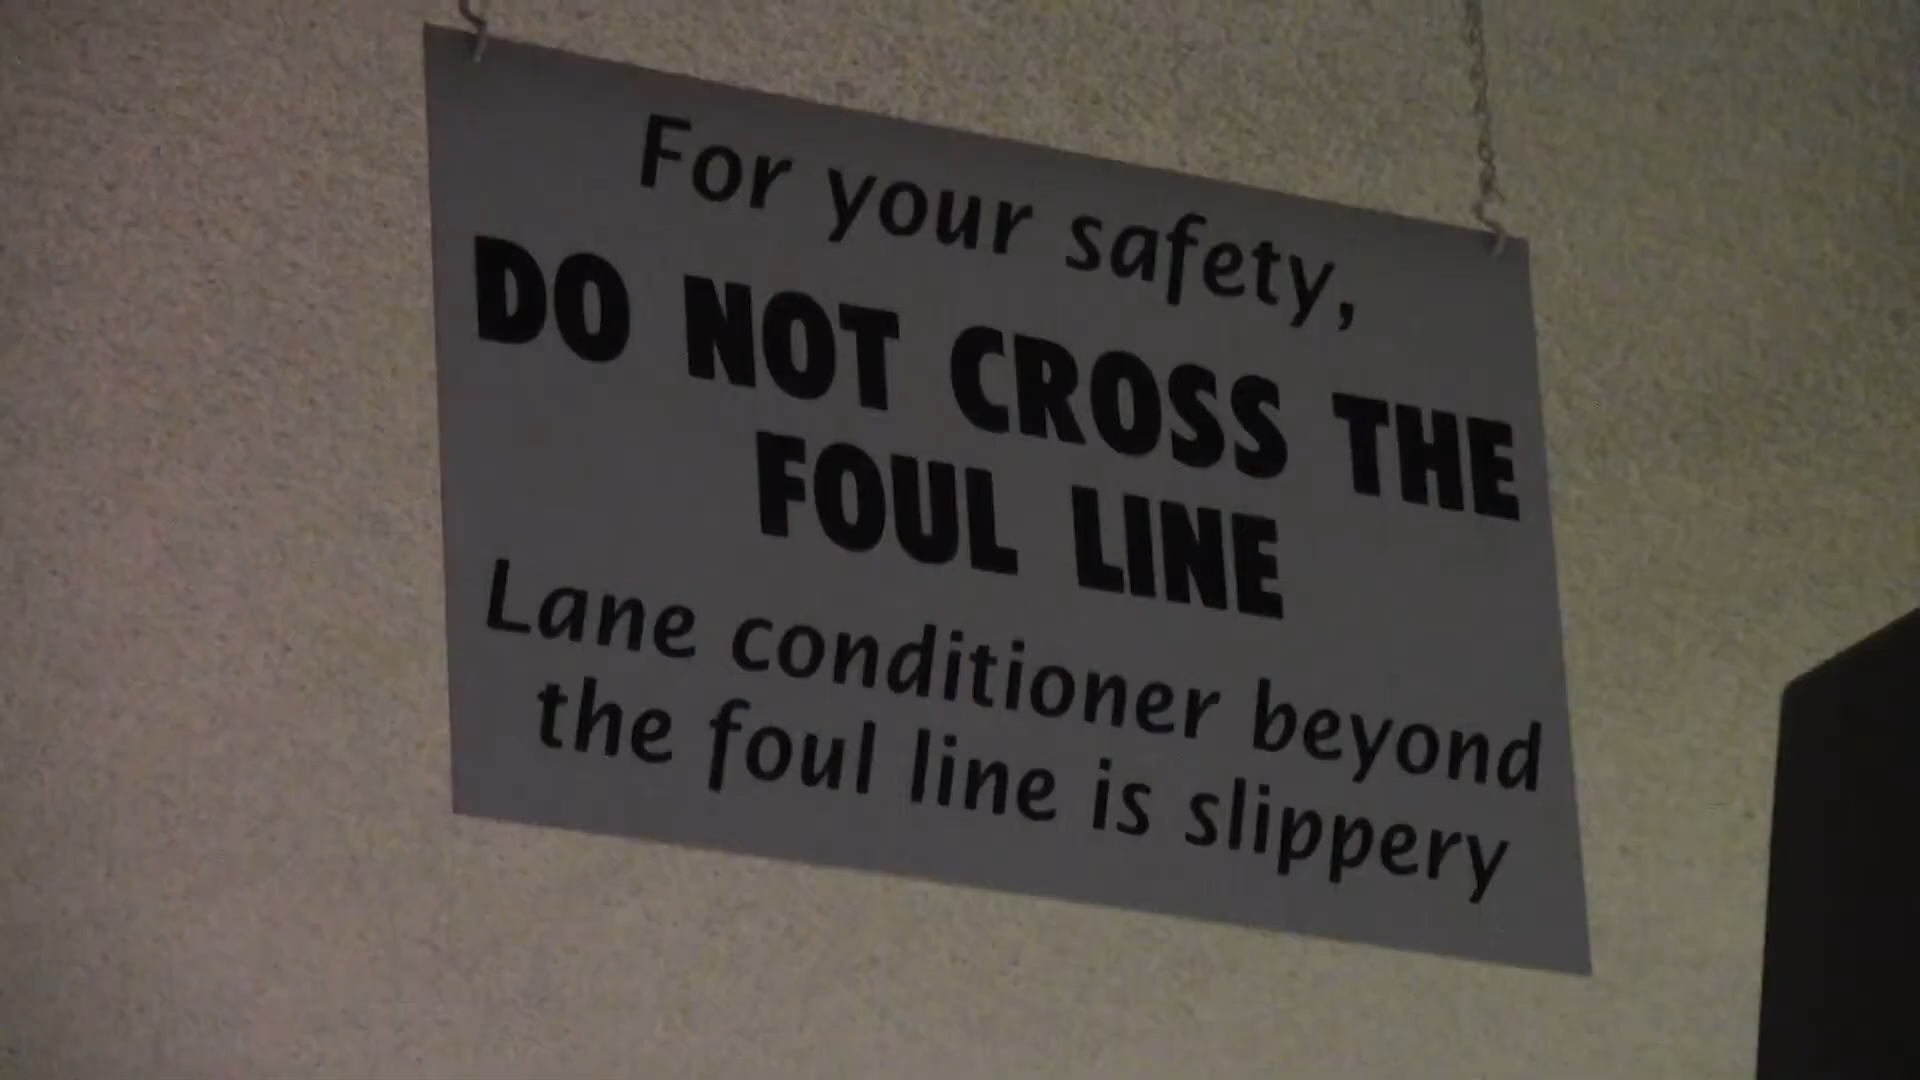 For your safety,
DO NOT CROSS THE
FOUL LINE
Lane conditioner beyond
the foul line is slippery